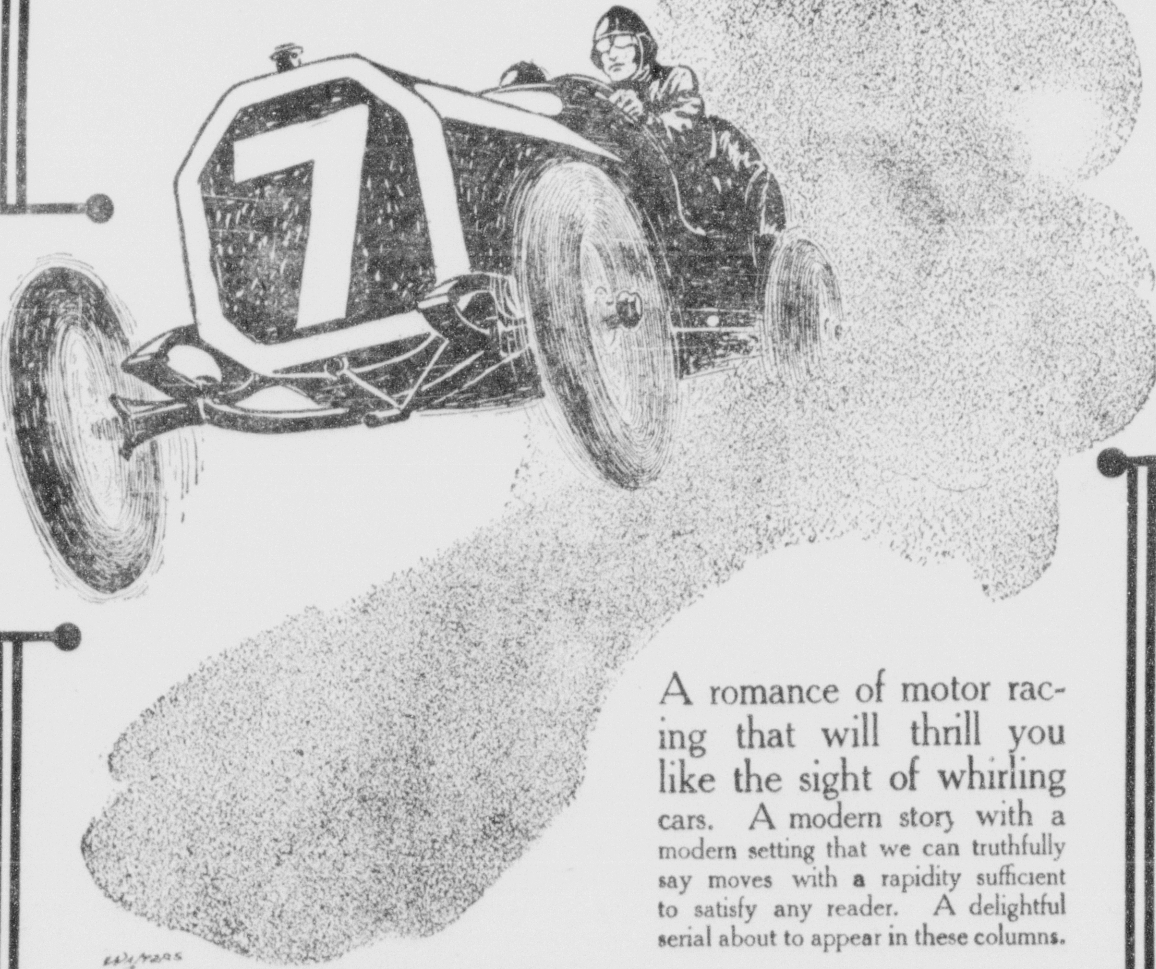 7
A romance of motor rac-
ing that will thrill you
like the sight of whirling
cars. A modern story with a
modern setting that we can truthfully
say moves with a rapidity sufficient
to satisfy any reader. A delightful
serial about to appear in these columns.